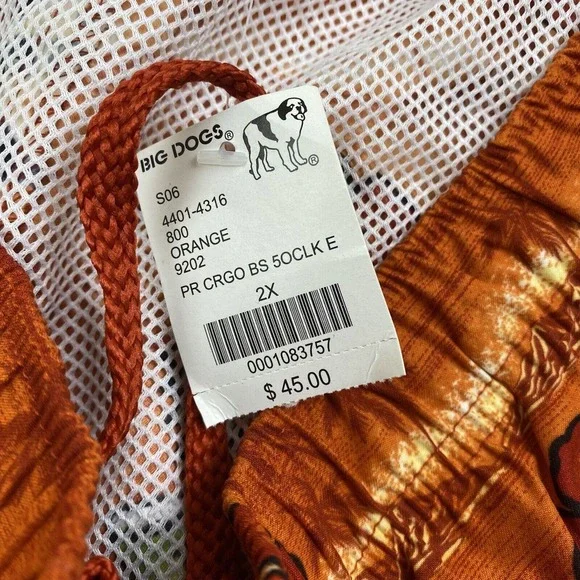 BIG DOGS®
®
S06
4401-4316
800
ORANGE
9202
PR CRGO BS 5OCLK E
2X
0001083757
$ 45.00